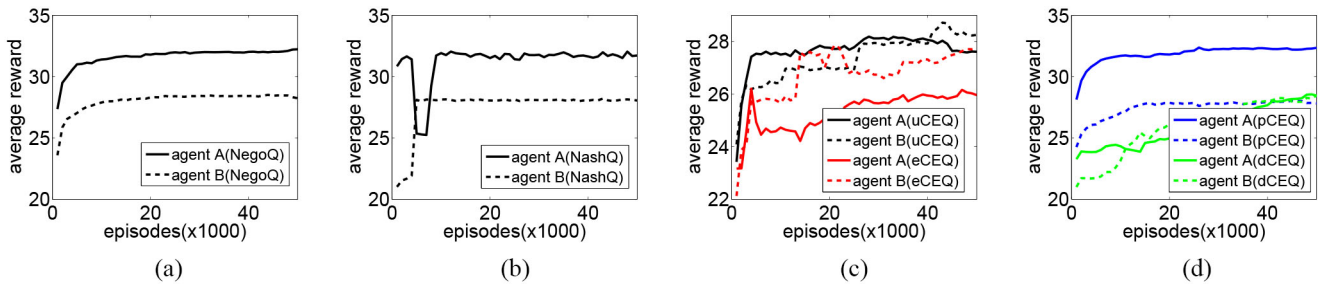 35
30
25
20
average reward
0
20
40
episodes(x1000)
agent A(NegoQ)
agent B(NegoQ)
(a)
35
30
25
20
average reward
0
20
40
episodes(x1000)
agent A(NashQ)
agent B(NashQ)
(b)
28
26
24
22
average reward
0
20
40
episodes(x1000)
agent A(uCEQ)
agent B(uCEQ)
agent A(eCEQ)
agent B(eCEQ)
(c)
35
30
25
20
average reward
0
20
40
episodes(x1000)
agent A(pCEQ)
agent B(pCEQ)
agent A(dCEQ)
agent B(dCEQ)
(d)